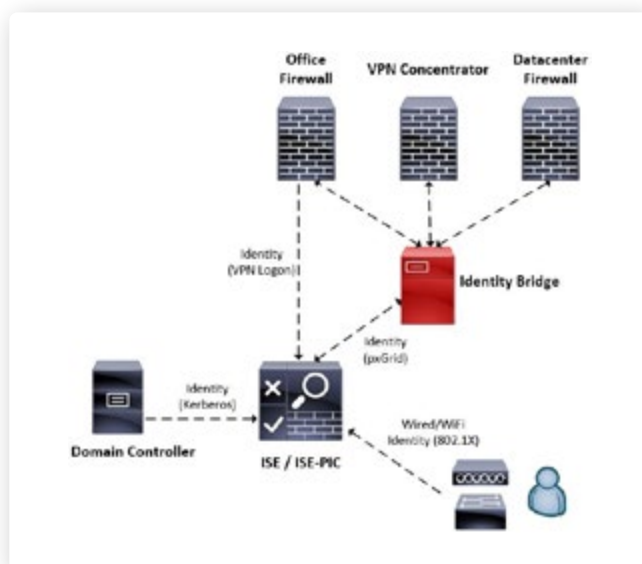 Office
Firewall
VPN Concentrator
Datacenter
Firewall
Identity
(VPN Logon)
Identity Bridge
Identity
(pxGrid)
Identity
(Kerberos)
Domain Controller
ISE / ISE-PIC
Wired/WiFi
Identity (802.1X)